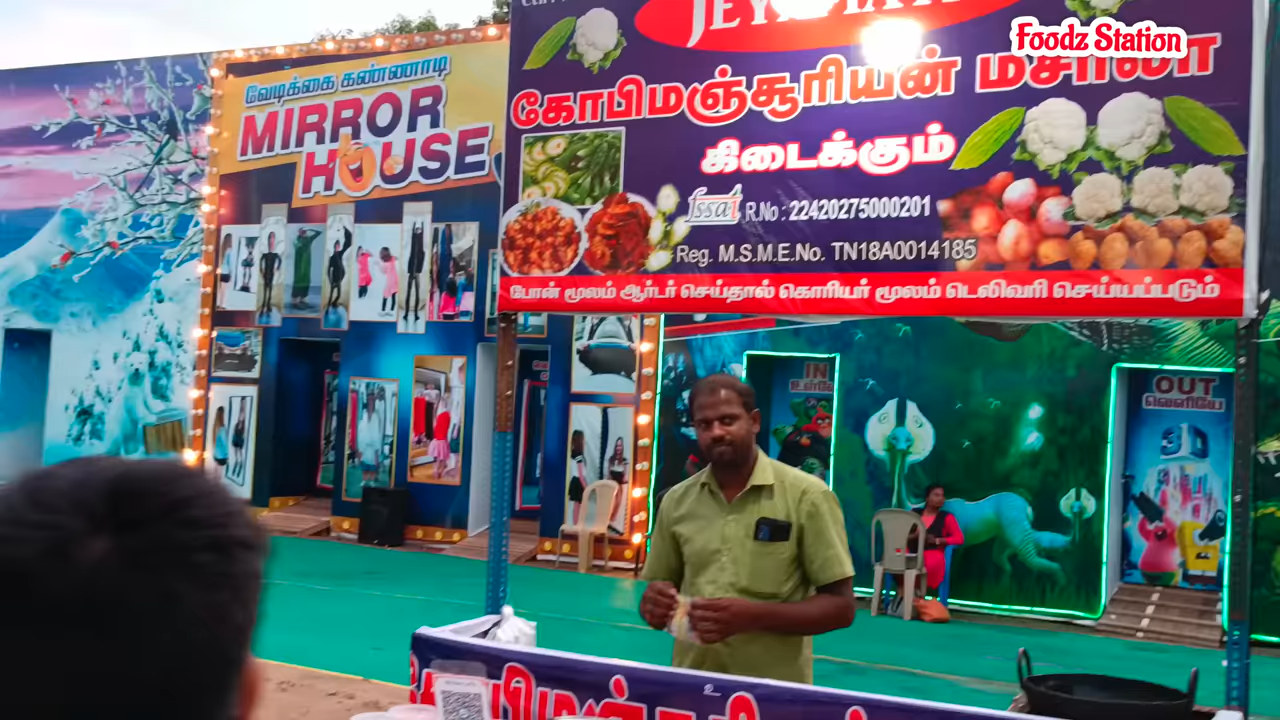 Foodz Station
வேடிக்கை கண்ணாடி
MIRROR
HOUSE
கோபிமஞ்சூரியன் மசாலா
கிடைக்கும்
fssai R.No : 22420275000201
Reg. M.S.M.E.No. TN18A0014185
போன் மூலம் ஆர்டர் செய்தால் கொரியர் மூலம் டெலிவரி செய்யப்படும்
IN
உள்ளே
OUT
வெளியே
3D